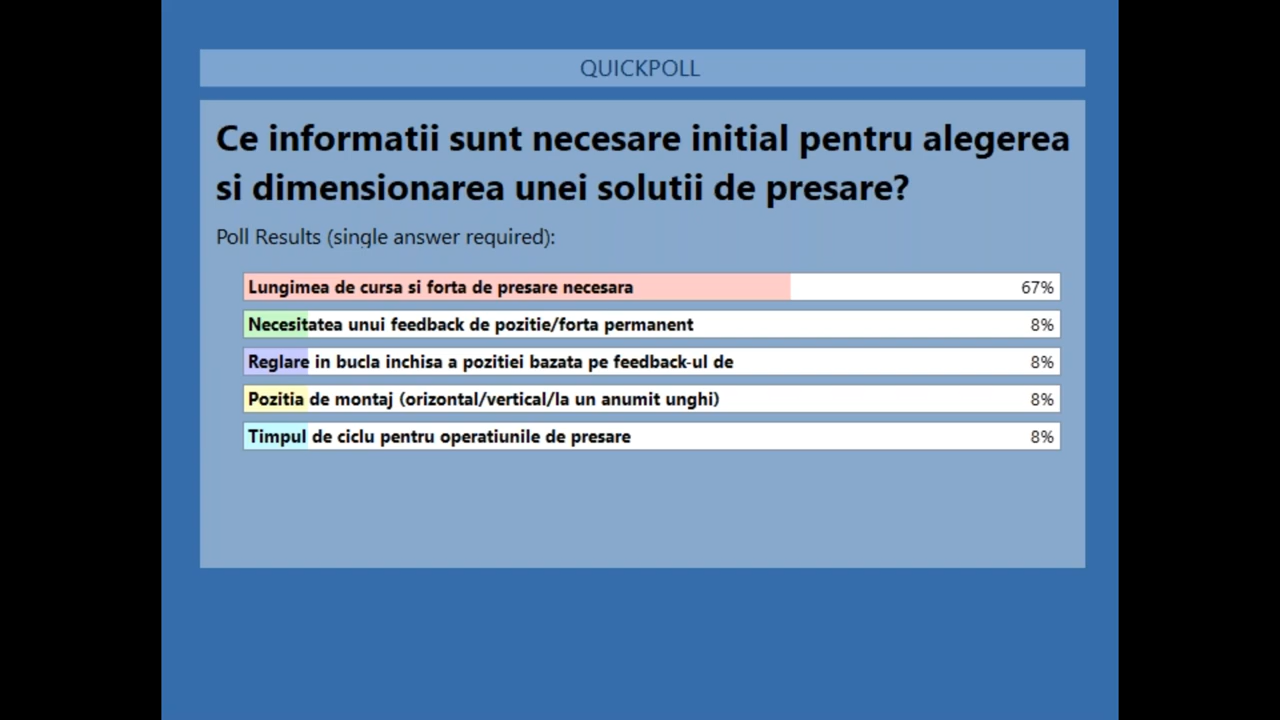 QUICKPOLL
Ce informatii sunt necesare initial pentru alegerea
si dimensionarea unei solutii de presare?
Poll Results (single answer required):
Lungimea de cursa si forta de presare necesara 67%
Necesitatea unui feedback de pozitie/forta permanent 8%
Reglare in bucla inchisa a pozitiei bazata pe feedback-ul de 8%
Pozitia de montaj (orizontal/vertical/la un anumit unghi) 8%
Timpul de ciclu pentru operatiunile de presare 8%